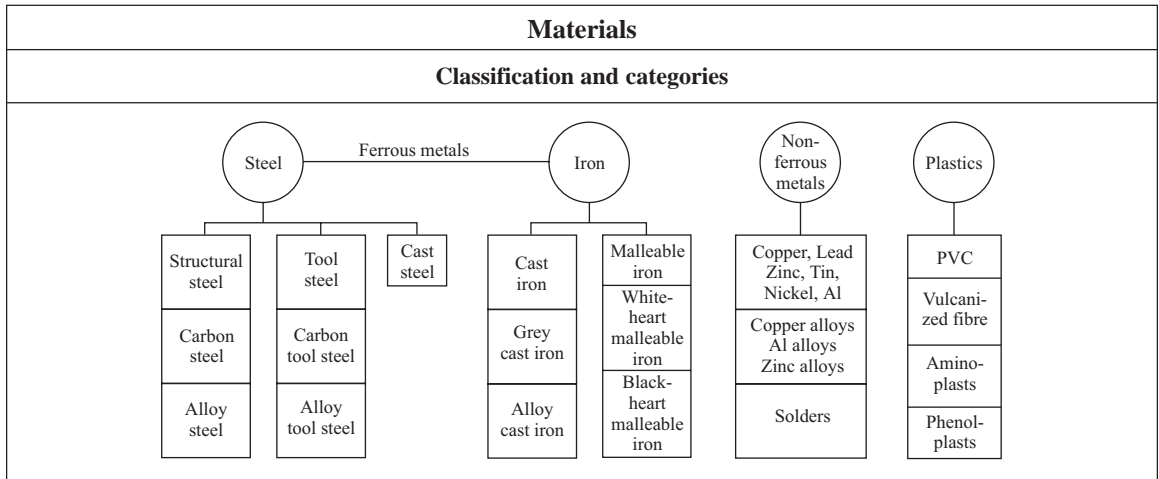 Materials
Classification and categories
Steel
Ferrous metals
Iron
Non-
ferrous
metals
Plastics
Structural
steel
Carbon
steel
Alloy
steel
Tool
steel
Carbon
tool steel
Alloy
tool steel
Cast
steel
Cast
iron
Grey
cast iron
Alloy
cast iron
Malleable
iron
White-
heart
malleable
iron
Black-
heart
malleable
iron
Copper, Lead
Zinc, Tin,
Nickel, Al
Copper alloys
Al alloys
Zinc alloys
Solders
PVC
Vulcani-
zed fibre
Amino-
plasts
Phenol-
plasts